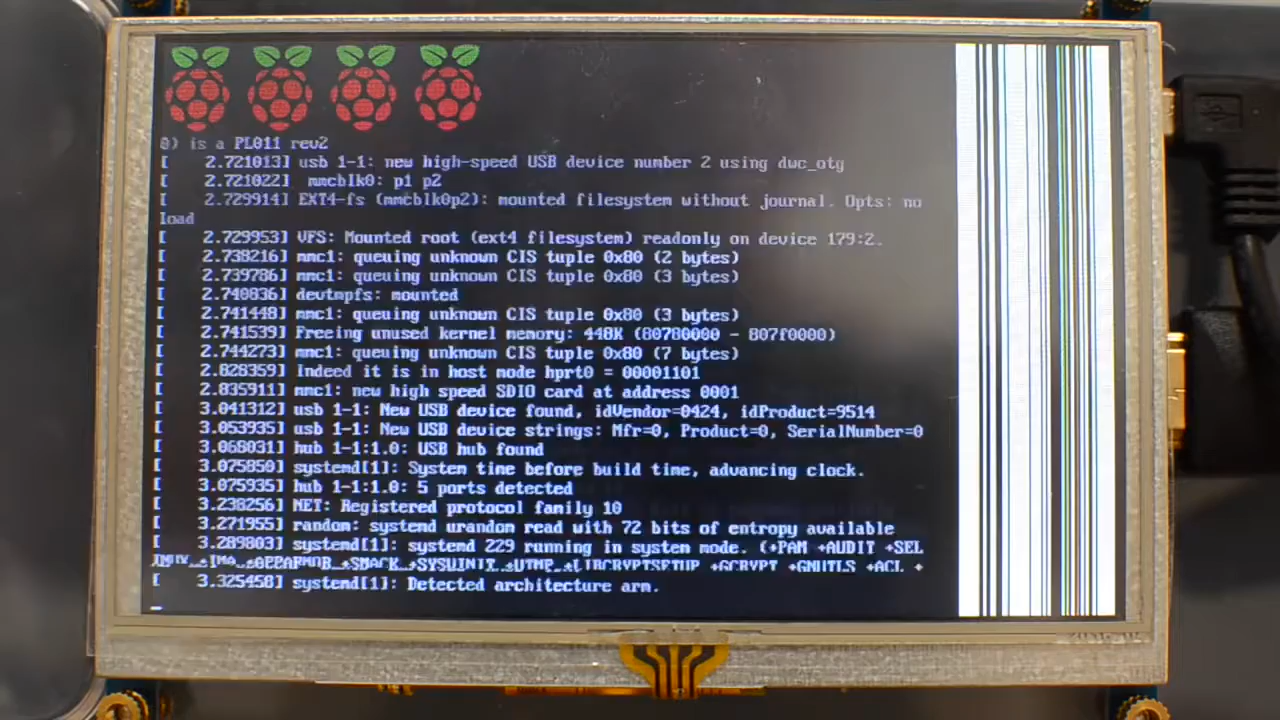 0) is a PL011 rev2
[    2.721013] usb 1-1: new high-speed USB device number 2 using dwc_otg
[    2.721022]  mmcblk0: p1 p2
[    2.729914] EXT4-fs (mmcblk0p2): mounted filesystem without journal. Opts: no
load
[    2.729953] VFS: Mounted root (ext4 filesystem) readonly on device 179:2.
[    2.738216] mmc1: queuing unknown CIS tuple 0x80 (2 bytes)
[    2.739786] mmc1: queuing unknown CIS tuple 0x80 (3 bytes)
[    2.740836] devtmpfs: mounted
[    2.741448] mmc1: queuing unknown CIS tuple 0x80 (3 bytes)
[    2.741539] Freeing unused kernel memory: 448K (80780000 - 807f0000)
[    2.744273] mmc1: queuing unknown CIS tuple 0x80 (7 bytes)
[    2.828359] Indeed it is in host mode hprt0 = 00001101
[    2.835911] mmc1: new high speed SDIO card at address 0001
[    3.041312] usb 1-1: New USB device found, idVendor=0424, idProduct=9514
[    3.053935] usb 1-1: New USB device strings: Mfr=0, Product=0, SerialNumber=0
[    3.068031] hub 1-1:1.0: USB hub found
[    3.075850] systemd[1]: System time before build time, advancing clock.
[    3.075935] hub 1-1:1.0: 5 ports detected
[    3.238256] NET: Registered protocol family 10
[    3.271955] random: systemd urandom read with 72 bits of entropy available
[    3.289803] systemd[1]: systemd 229 running in system mode. (+PAM +AUDIT +SEL
+SMACK +SYSVINIT +UTMP +LIBCRYPTSETUP +GCRYPT +GNUTLS +ACL +
[    3.325458] systemd[1]: Detected architecture arm.